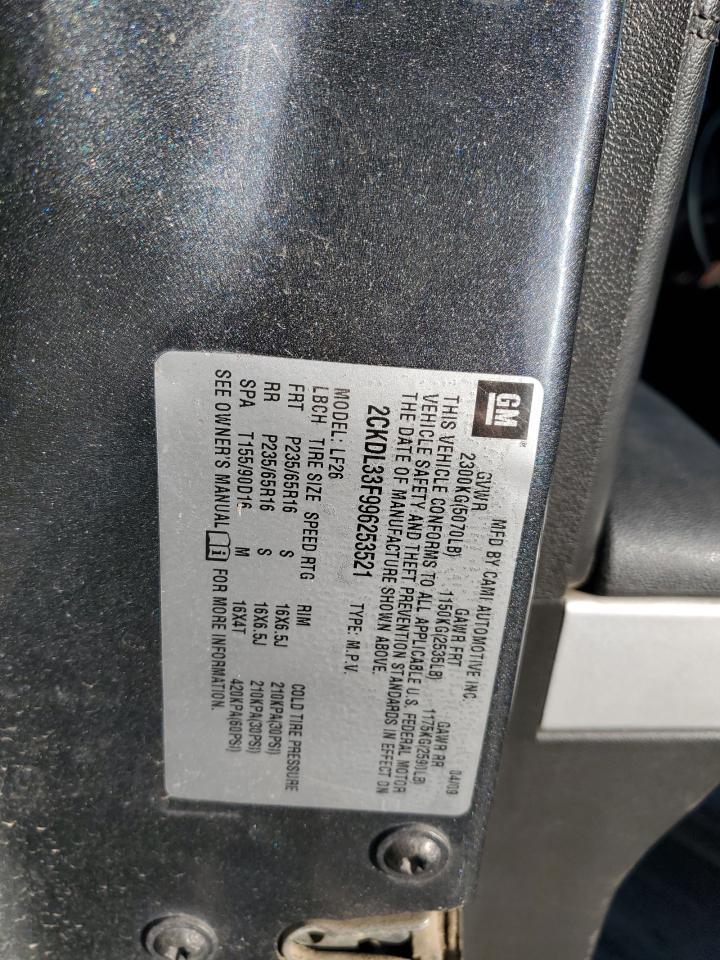 GM
MFD BY CAMI AUTOMOTIVE INC. 04/09
GVWR GAWR FRT GAWR RR
2300KG(5070LB) 1150KG(2535LB) 1175KG(2590LB)
THIS VEHICLE CONFORMS TO ALL APPLICABLE U.S. FEDERAL MOTOR
VEHICLE SAFETY AND THEFT PREVENTION STANDARDS IN EFFECT ON
THE DATE OF MANUFACTURE SHOWN ABOVE.
2CKDL33F996253521 TYPE: M.P.V.
MODEL: LF26
LBCH TIRE SIZE SPEED RTG RIM COLD TIRE PRESSURE
FRT P235/65R16 S 16X6.5J 210KPA(30PSI)
RR P235/65R16 S 16X6.5J 210KPA(30PSI)
SPA T155/90D16 M 16X4T 420KPA(60PSI)
SEE OWNER'S MANUAL i FOR MORE INFORMATION.